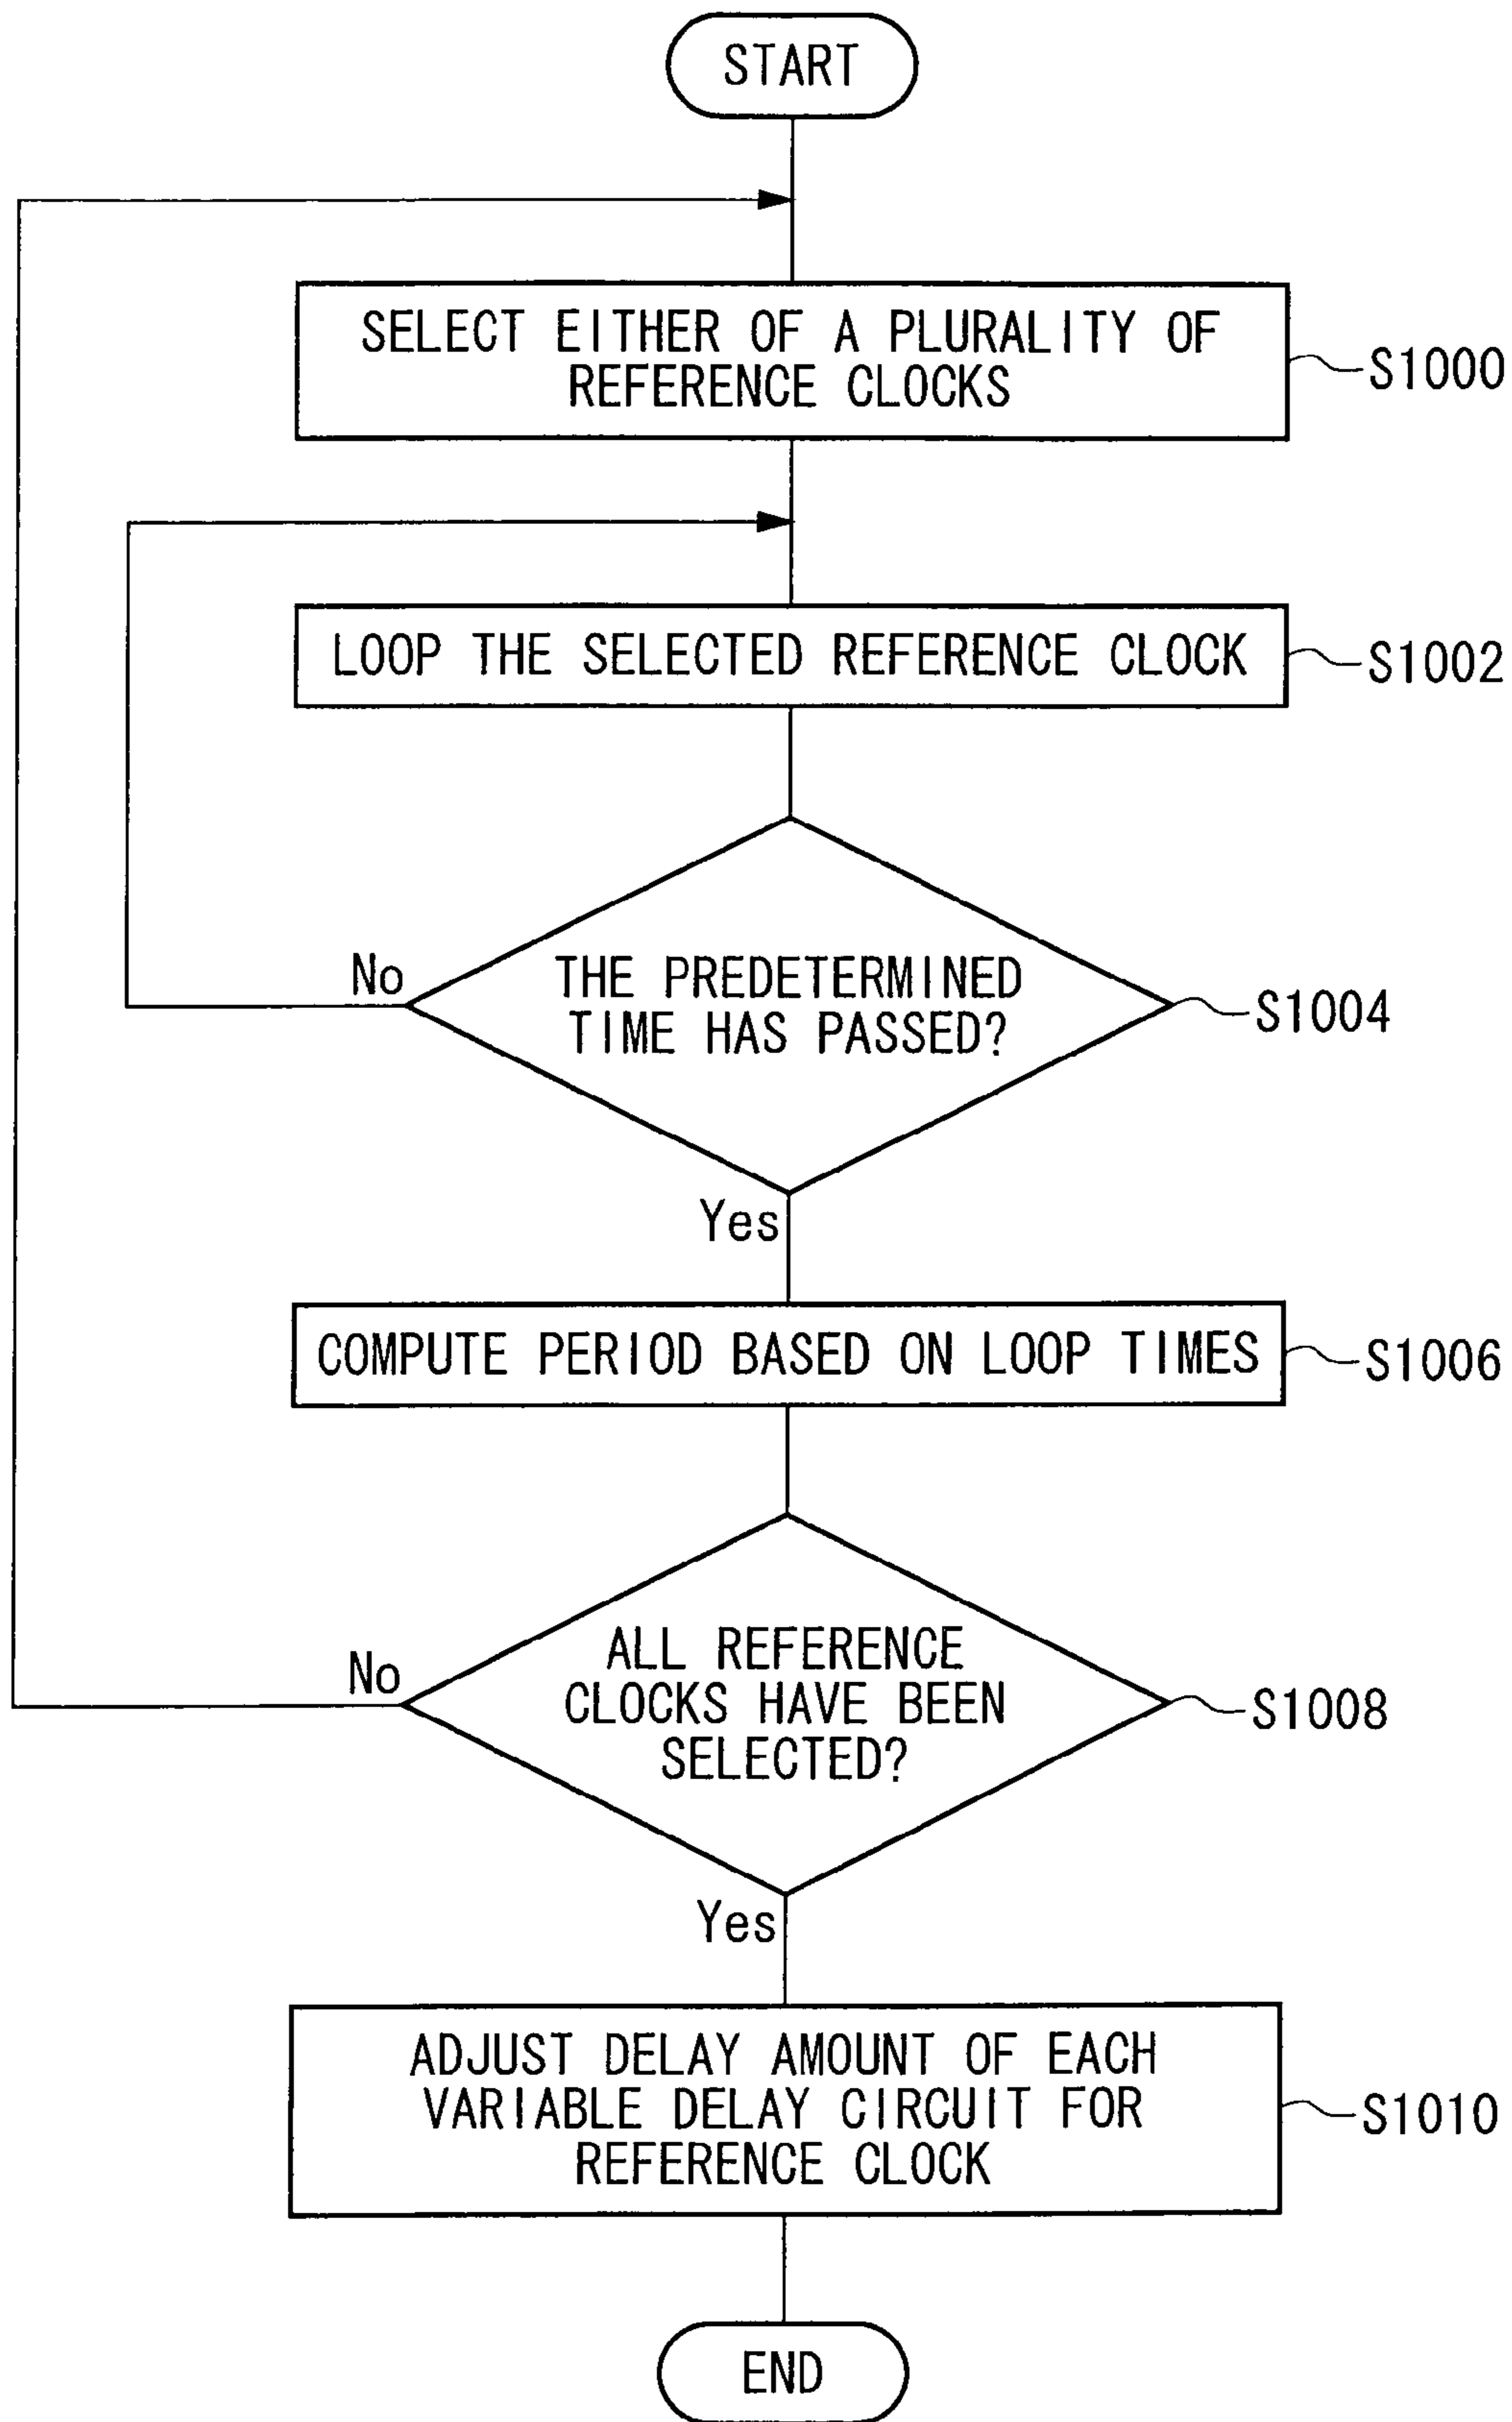 START
SELECT EITHER OF A PLURALITY OF
REFERENCE CLOCKS
S1000
LOOP THE SELECTED REFERENCE CLOCK
S1002
No
THE PREDETERMINED
TIME HAS PASSED?
S1004
Yes
COMPUTE PERIOD BASED ON LOOP TIMES
S1006
No
ALL REFERENCE
CLOCKS HAVE BEEN
SELECTED?
S1008
Yes
ADJUST DELAY AMOUNT OF EACH
VARIABLE DELAY CIRCUIT FOR
REFERENCE CLOCK
S1010
END